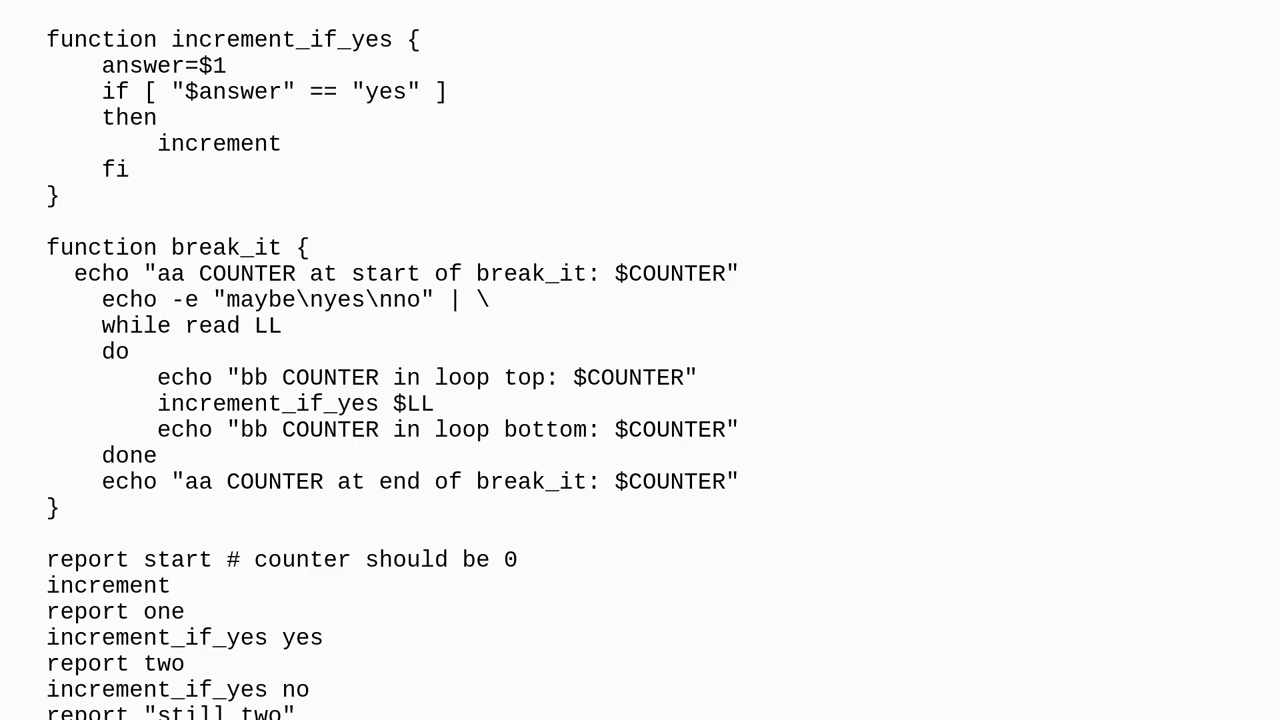 function increment_if_yes {
    answer=$1
    if [ "$answer" == "yes" ]
    then
        increment
    fi
}

function break_it {
  echo "aa COUNTER at start of break_it: $COUNTER"
    echo -e "maybe\nyes\nno" | \
    while read LL
    do
        echo "bb COUNTER in loop top: $COUNTER"
        increment_if_yes $LL
        echo "bb COUNTER in loop bottom: $COUNTER"
    done
    echo "aa COUNTER at end of break_it: $COUNTER"
}

report start # counter should be 0
increment
report one
increment_if_yes yes
report two
increment_if_yes no
report "still two"